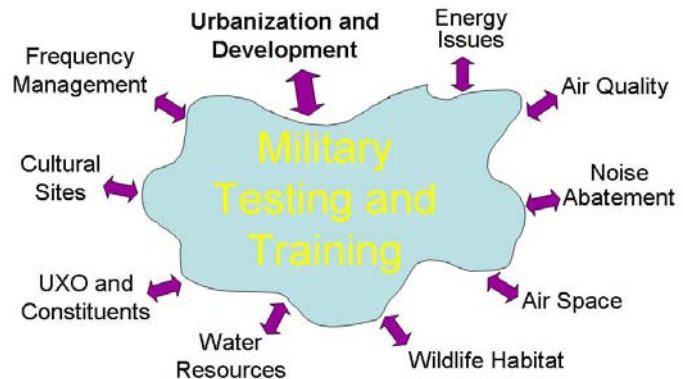 Urbanization and
Development
Energy
Issues
Frequency
Management
Air Quality
Military
Testing and
Training
Cultural
Sites
Noise
Abatement
UXO and
Constituents
Air Space
Water
Resources
Wildlife Habitat